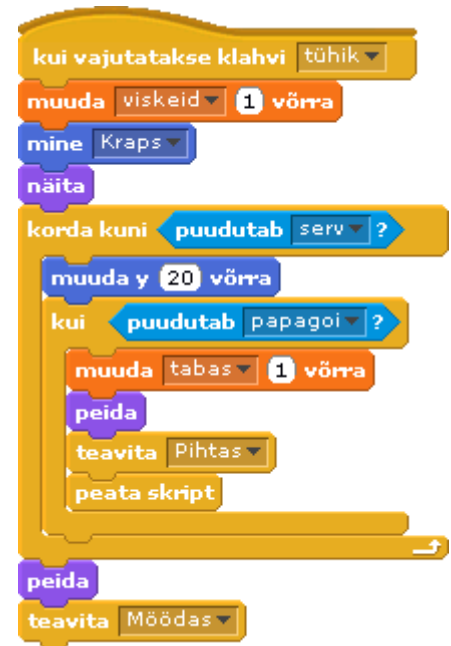 kui vajutatakse klahvi tühik
muuda viskeid 1 võrra
mine Kraps
näita
korda kuni puudutab serv ?
muuda y 20 võrra
kui puudutab papagoi ?
muuda tabas 1 võrra
peida
teavita Pihtas
peata skript
peida
teavita Möödas